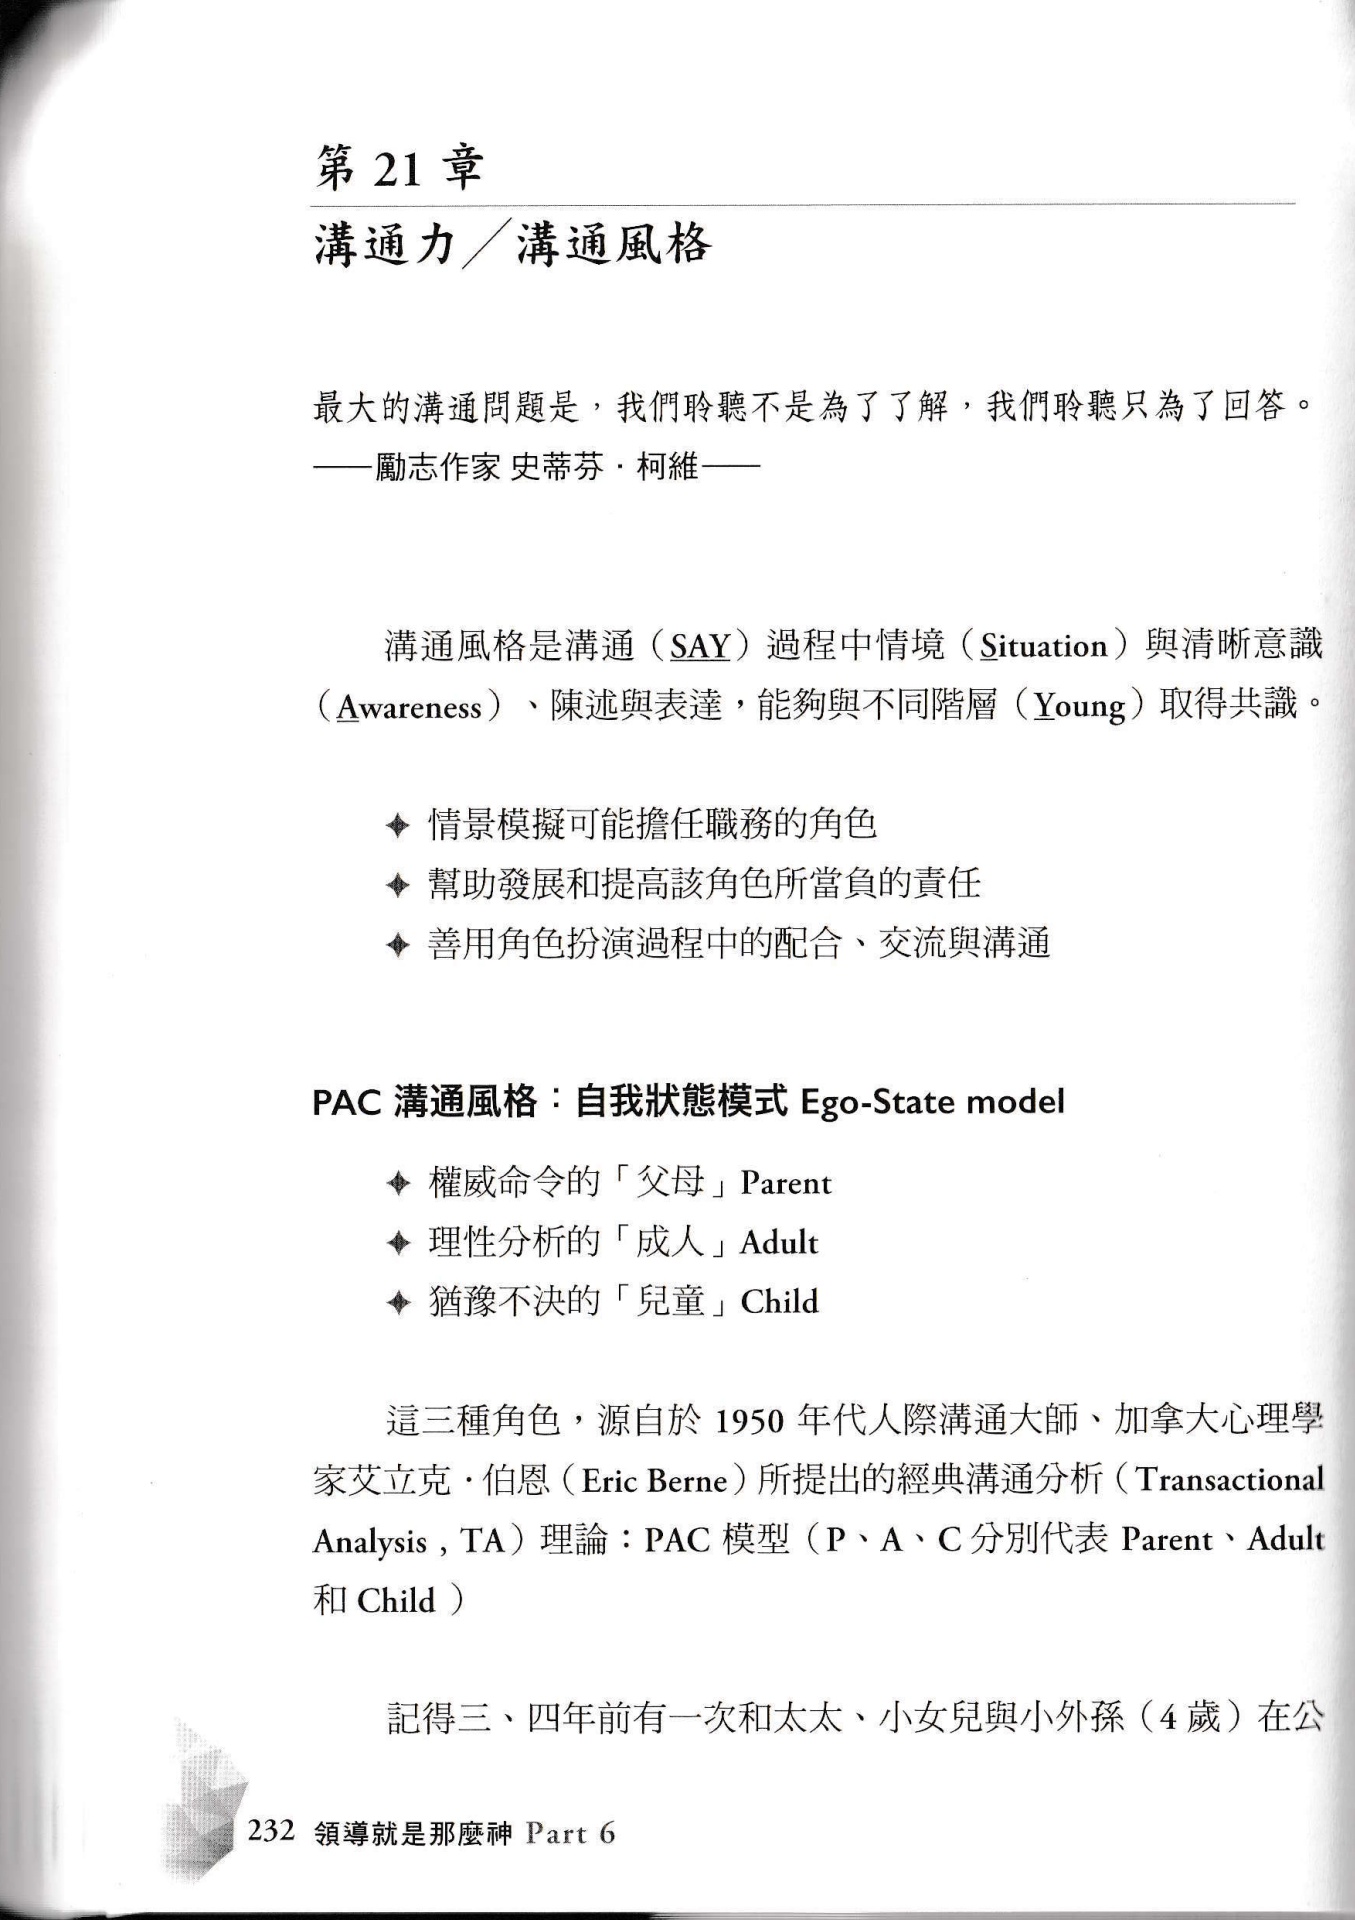 第 21 章
溝通力／溝通風格
最大的溝通問題是，我們聆聽不是為了了解，我們聆聽只為了回答。
——勵志作家 史蒂芬．柯維——
溝通風格是溝通（SAY）過程中情境（Situation）與清晰意識
（Awareness）、陳述與表達，能夠與不同階層（Young）取得共識。
✦ 情景模擬可能擔任職務的角色
✦ 幫助發展和提高該角色所當負的責任
✦ 善用角色扮演過程中的配合、交流與溝通
PAC 溝通風格：自我狀態模式 Ego-State model
✦ 權威命令的「父母」Parent
✦ 理性分析的「成人」Adult
✦ 猶豫不決的「兒童」Child
這三種角色，源自於 1950 年代人際溝通大師、加拿大心理學
家艾立克．伯恩（Eric Berne）所提出的經典溝通分析（Transactional
Analysis , TA）理論：PAC 模型（P、A、C 分別代表 Parent、Adult
和 Child ）
記得三、四年前有一次和太太、小女兒與小外孫（4 歲）在公
232 領導就是那麼神 Part 6